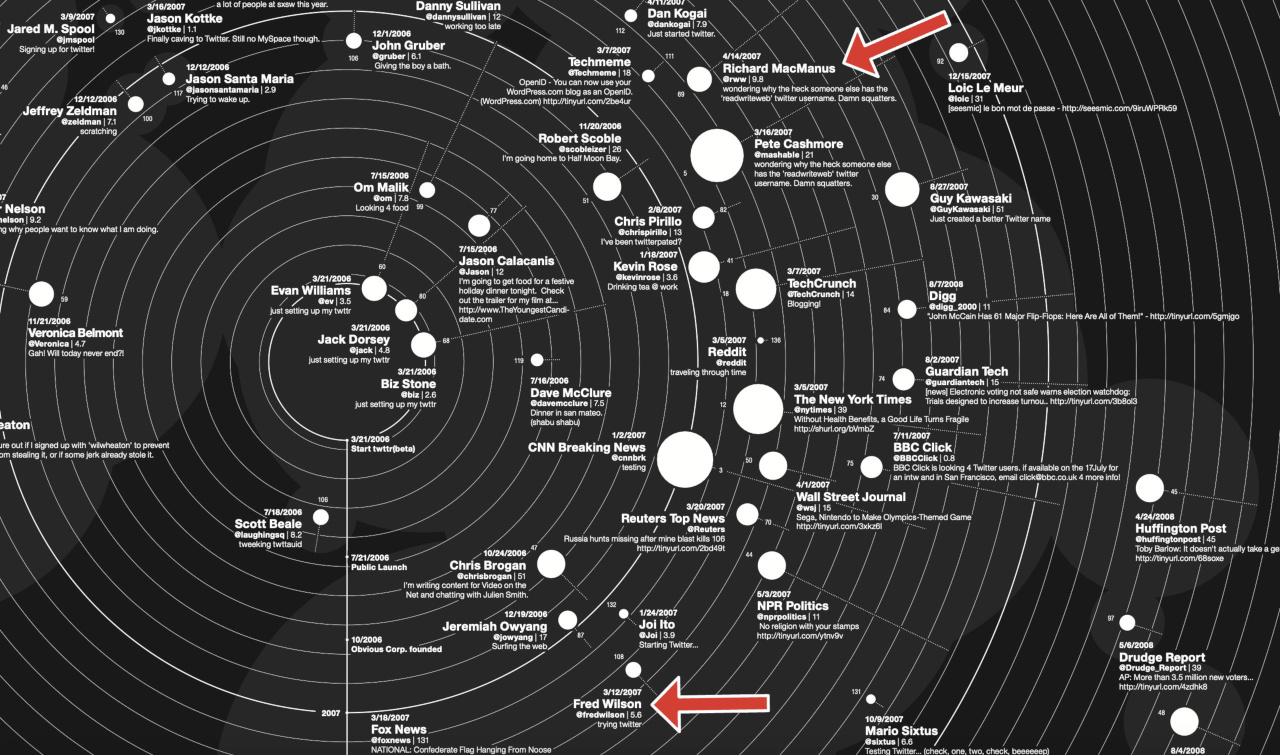 3/9/2007
Jared M. Spool
@jmspool
Signing up for twitter!
130
3/16/2007
Jason Kottke
@jkottke | 1.1
Finally caving to Twitter. Still no MySpace though.
a lot of people at sxsw this year.
12/1/2006
John Gruber
@gruber | 6.1
Giving the boy a bath.
106
Danny Sullivan
@dannysullivan | 12
working too late
4/11/2007
Dan Kogai
@dankogai | 7.9
Just started twitter.
112
12/12/2006
Jason Santa Maria
@jasonsantamaria | 2.9
Trying to wake up.
117
12/12/2006
Jeffrey Zeldman
@zeldman | 7.1
scratching
100
3/7/2007
Techmeme
@Techmeme | 18
OpenID - You can now use your
WordPress.com blog as an OpenID.
(WordPress.com) http://tinyurl.com/2be4ur
111
4/14/2007
Richard MacManus
@rww | 9.8
wondering why the heck someone else has the
'readwriteweb' twitter username. Damn squatters.
89
92
12/15/2007
Loic Le Meur
@loic | 31
[seesmic] le bon mot de passe - http://seesmic.com/9iruWPRk59
11/20/2006
Robert Scoble
@scobleizer | 26
I'm going home to Half Moon Bay.
51
3/16/2007
Pete Cashmore
@mashable | 21
wondering why the heck someone else
has the 'readwriteweb' twitter
username. Damn squatters.
5
7/15/2006
Om Malik
@om | 7.8
Looking 4 food
99
30
8/27/2007
Guy Kawasaki
@GuyKawasaki | 51
Just created a better Twitter name
r Nelson
nelson | 9.2
ng why people want to know what I am doing.
77
7/15/2006
Jason Calacanis
@Jason | 12
I'm going to get food for a festive
holiday dinner tonight. Check
out the trailer for my film at...
http://www.TheYoungestCandi-
date.com
2/8/2007
Chris Pirillo
@chrispirillo | 13
I've been twitterpated?
82
1/18/2007
Kevin Rose
@kevinrose | 3.6
Drinking tea @ work
41
3/7/2007
TechCrunch
@TechCrunch | 14
Blogging!
18
60
3/21/2006
Evan Williams
@ev | 3.5
just setting up my twttr
80
3/21/2006
Jack Dorsey
@jack | 4.8
just setting up my twttr
68
3/21/2006
Biz Stone
@biz | 2.6
just setting up my twttr
59
11/21/2006
Veronica Belmont
@Veronica | 4.7
Gah! Will today never end?!
8/7/2008
Digg
@digg_2000 | 11
"John McCain Has 61 Major Flip-Flops: Here Are All of Them!" - http://tinyurl.com/5gmjgo
84
3/5/2007
Reddit
@reddit
traveling through time
136
119
7/16/2006
Dave McClure
@davemcclure | 7.5
Dinner in san mateo.
(shabu shabu)
8/2/2007
Guardian Tech
@guardiantech | 15
[news] Electronic voting not safe warns election watchdog:
Trials designed to increase turnou.. http://tinyurl.com/3b8ol3
74
3/5/2007
The New York Times
@nytimes | 39
Without Health Benefits, a Good Life Turns Fragile
http://shurl.org/bVmbZ
12
eaton
ure out if I signed up with 'wilwheaton' to prevent
om stealing it, or if some jerk already stole it.
3/21/2006
Start twttr(beta)
1/2/2007
CNN Breaking News
@cnnbrk
testing
3
7/11/2007
BBC Click
@BBCClick | 0.8
BBC Click is looking 4 Twitter users. if available on the 17July for
an intw and in San Francisco, email click@bbc.co.uk 4 more info!
75
50
4/1/2007
Wall Street Journal
@wsj | 15
Sega, Nintendo to Make Olympics-Themed Game
http://tinyurl.com/3xkz6l
45
4/24/2008
Huffington Post
@huffingtonpost | 45
Toby Barlow: It doesn't actually take a ge
http://tinyurl.com/68soxe
106
7/18/2006
Scott Beale
@laughingsq | 8.2
tweeking twttauid
3/20/2007
Reuters Top News
@Reuters
Russia hunts missing after mine blast kills 106
http://tinyurl.com/2bd49t
70
7/21/2006
Public Launch
47
10/24/2006
Chris Brogan
@chrisbrogan | 51
I'm writing content for Video on the
Net and chatting with Julien Smith.
44
5/3/2007
NPR Politics
@nprpolitics | 11
No religion with your stamps
http://tinyurl.com/ytnv9v
12/19/2006
Jeremiah Owyang
@jowyang | 17
Surfing the web
87
132
1/24/2007
Joi Ito
@Joi | 3.9
Starting Twitter...
10/2006
Obvious Corp. founded
97
5/6/2008
Drudge Report
@Drudge_Report | 39
AP: More than 3.5 million new voters...
http://tinyurl.com/4zdhk8
108
3/12/2007
Fred Wilson
@fredwilson | 5.6
trying twitter
2007
3/18/2007
Fox News
@foxnews | 131
NATIONAL: Confederate Flag Hanging From Noose
131
10/9/2007
Mario Sixtus
@sixtus | 6.6
Testing Twitter... (check, one, two, check, beeeeeep)
48
8/4/2008